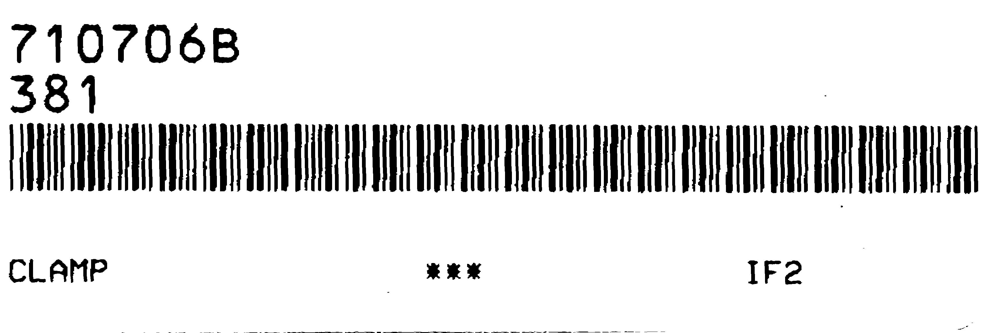 710706B
381
CLAMP *** IF2